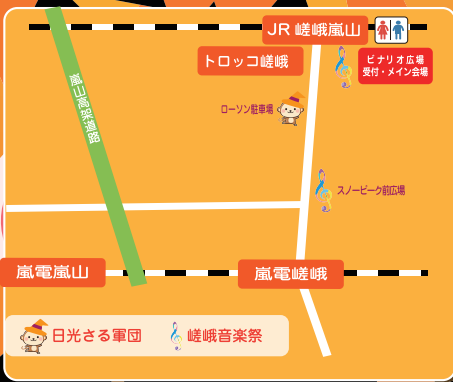 JR 嵯峨嵐山
トロッコ嵯峨
ビナリオ広場
受付・メイン会場
ローソン駐車場
嵐山高架道路
スノーピーク前広場
嵐電嵐山
嵐電嵯峨
日光さる軍団
嵯峨音楽祭